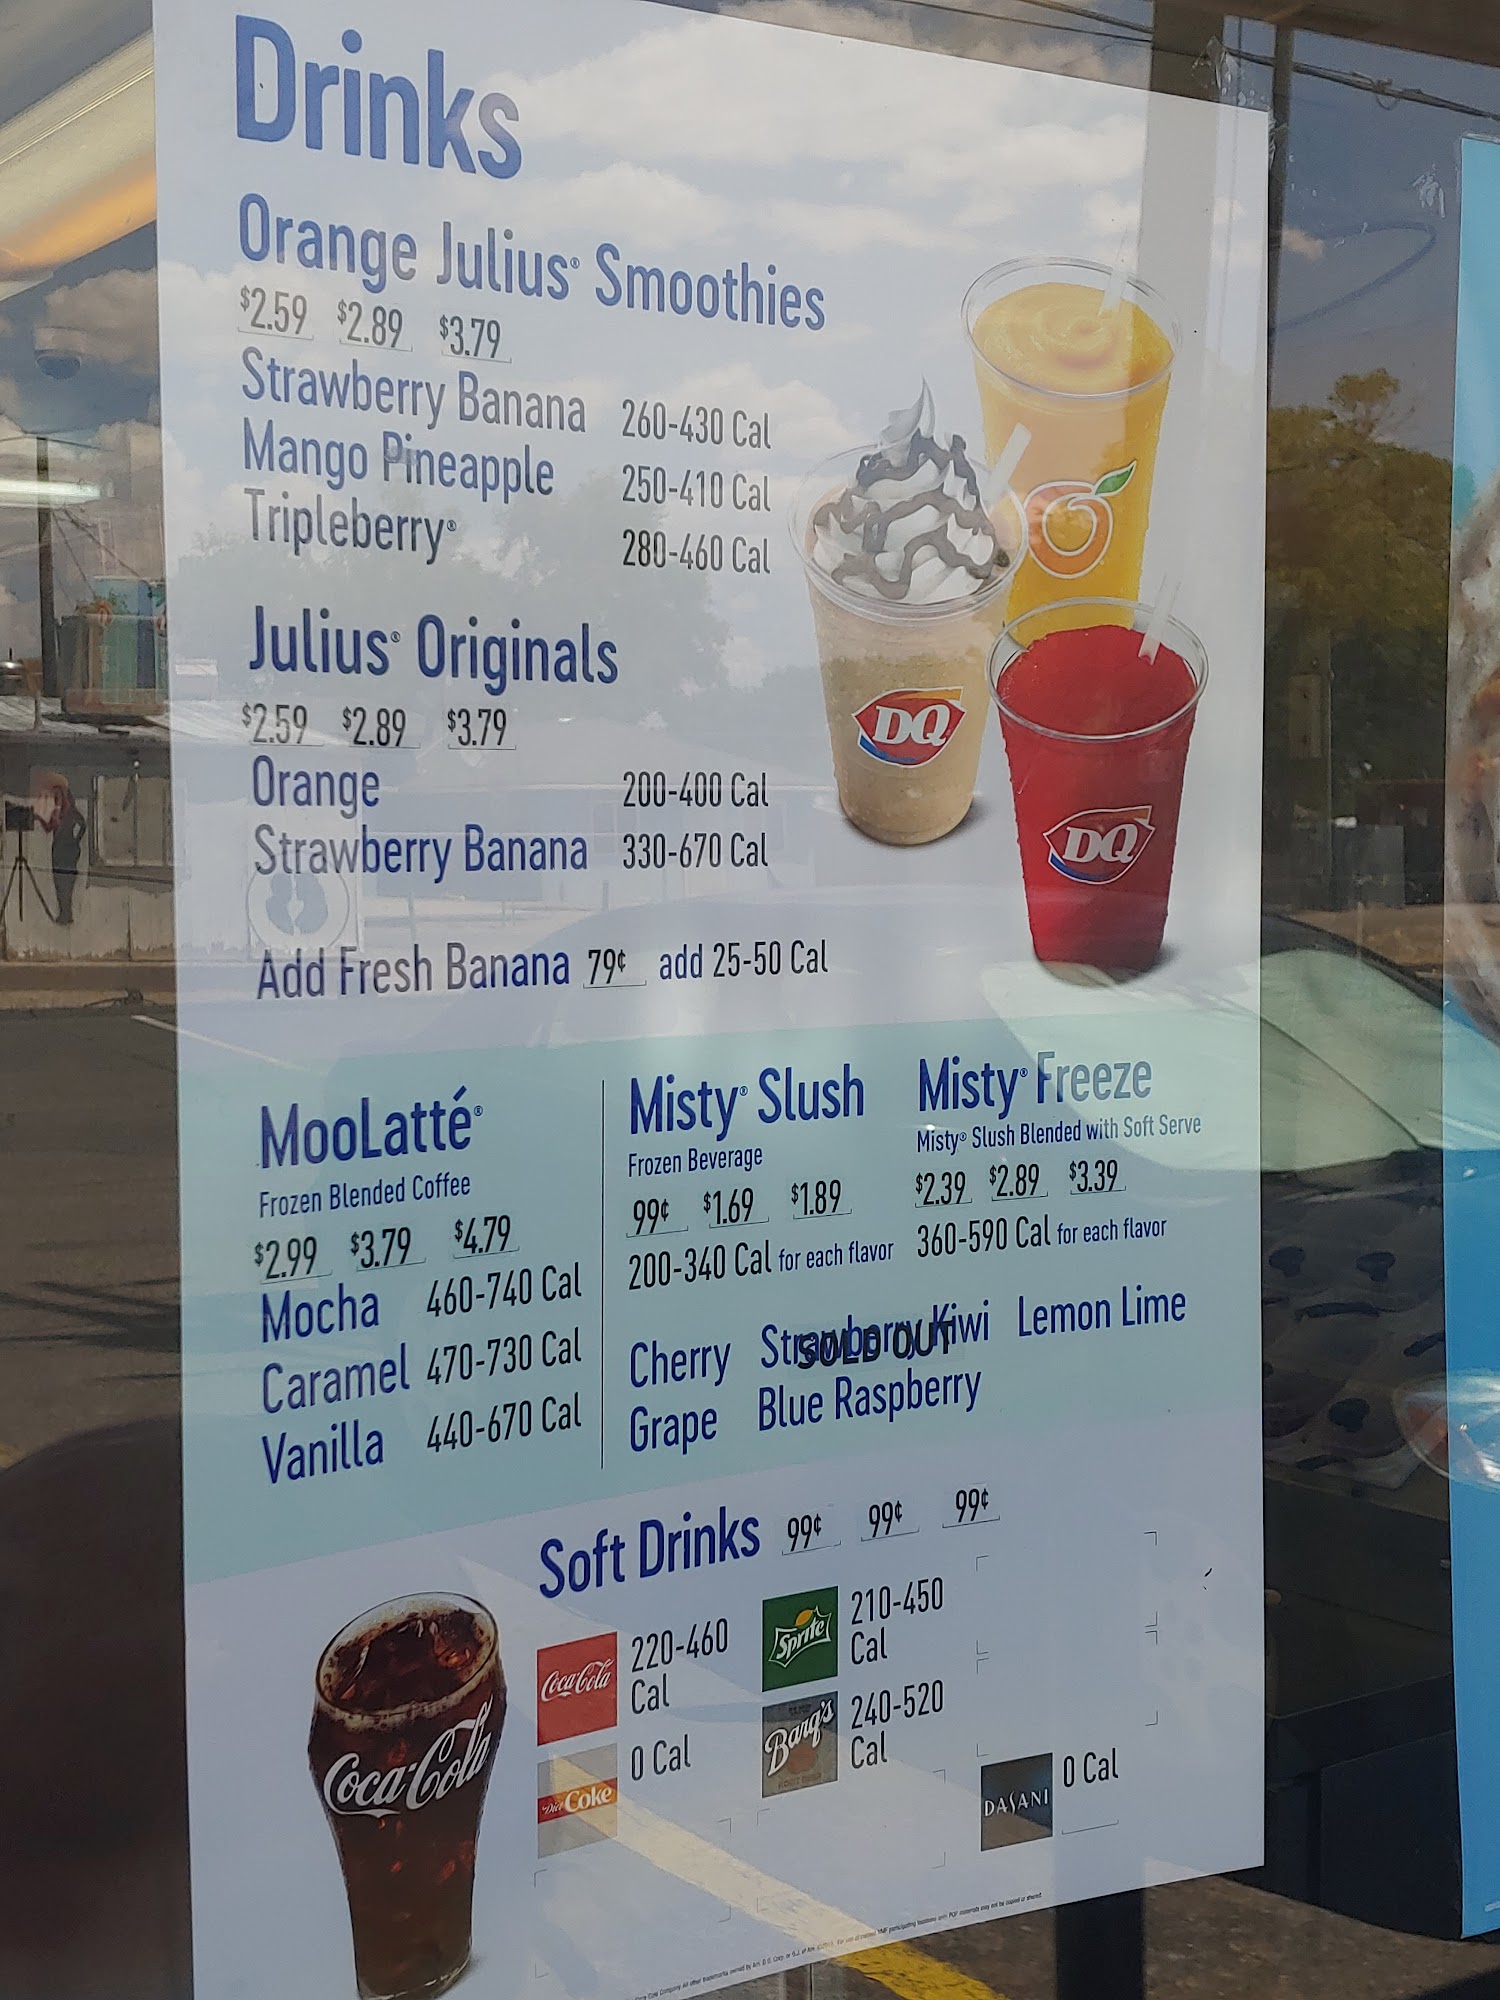 Drinks
Orange Julius® Smoothies
$2.59 $2.89 $3.79
Strawberry Banana 260-430 Cal
Mango Pineapple 250-410 Cal
Tripleberry® 280-460 Cal
Julius® Originals
$2.59 $2.89 $3.79
Orange 200-400 Cal
Strawberry Banana 330-670 Cal
Add Fresh Banana 79¢ add 25-50 Cal
DQ
DQ
MooLatté®
Frozen Blended Coffee
$2.99 $3.79 $4.79
Mocha 460-740 Cal
Caramel 470-730 Cal
Vanilla 440-670 Cal
Misty® Slush
Frozen Beverage
99¢ $1.69 $1.89
200-340 Cal for each flavor
Misty® Freeze
Misty® Slush Blended with Soft Serve
$2.39 $2.89 $3.39
360-590 Cal for each flavor
Cherry Strawberry Kiwi Lemon Lime
SOLD OUT
Grape Blue Raspberry
Soft Drinks 99¢ 99¢ 99¢
Coca-Cola
Coca-Cola 220-460
Cal
Diet Coke 0 Cal
Sprite 210-450
Cal
Barq's 240-520
Cal
DASANI 0 Cal